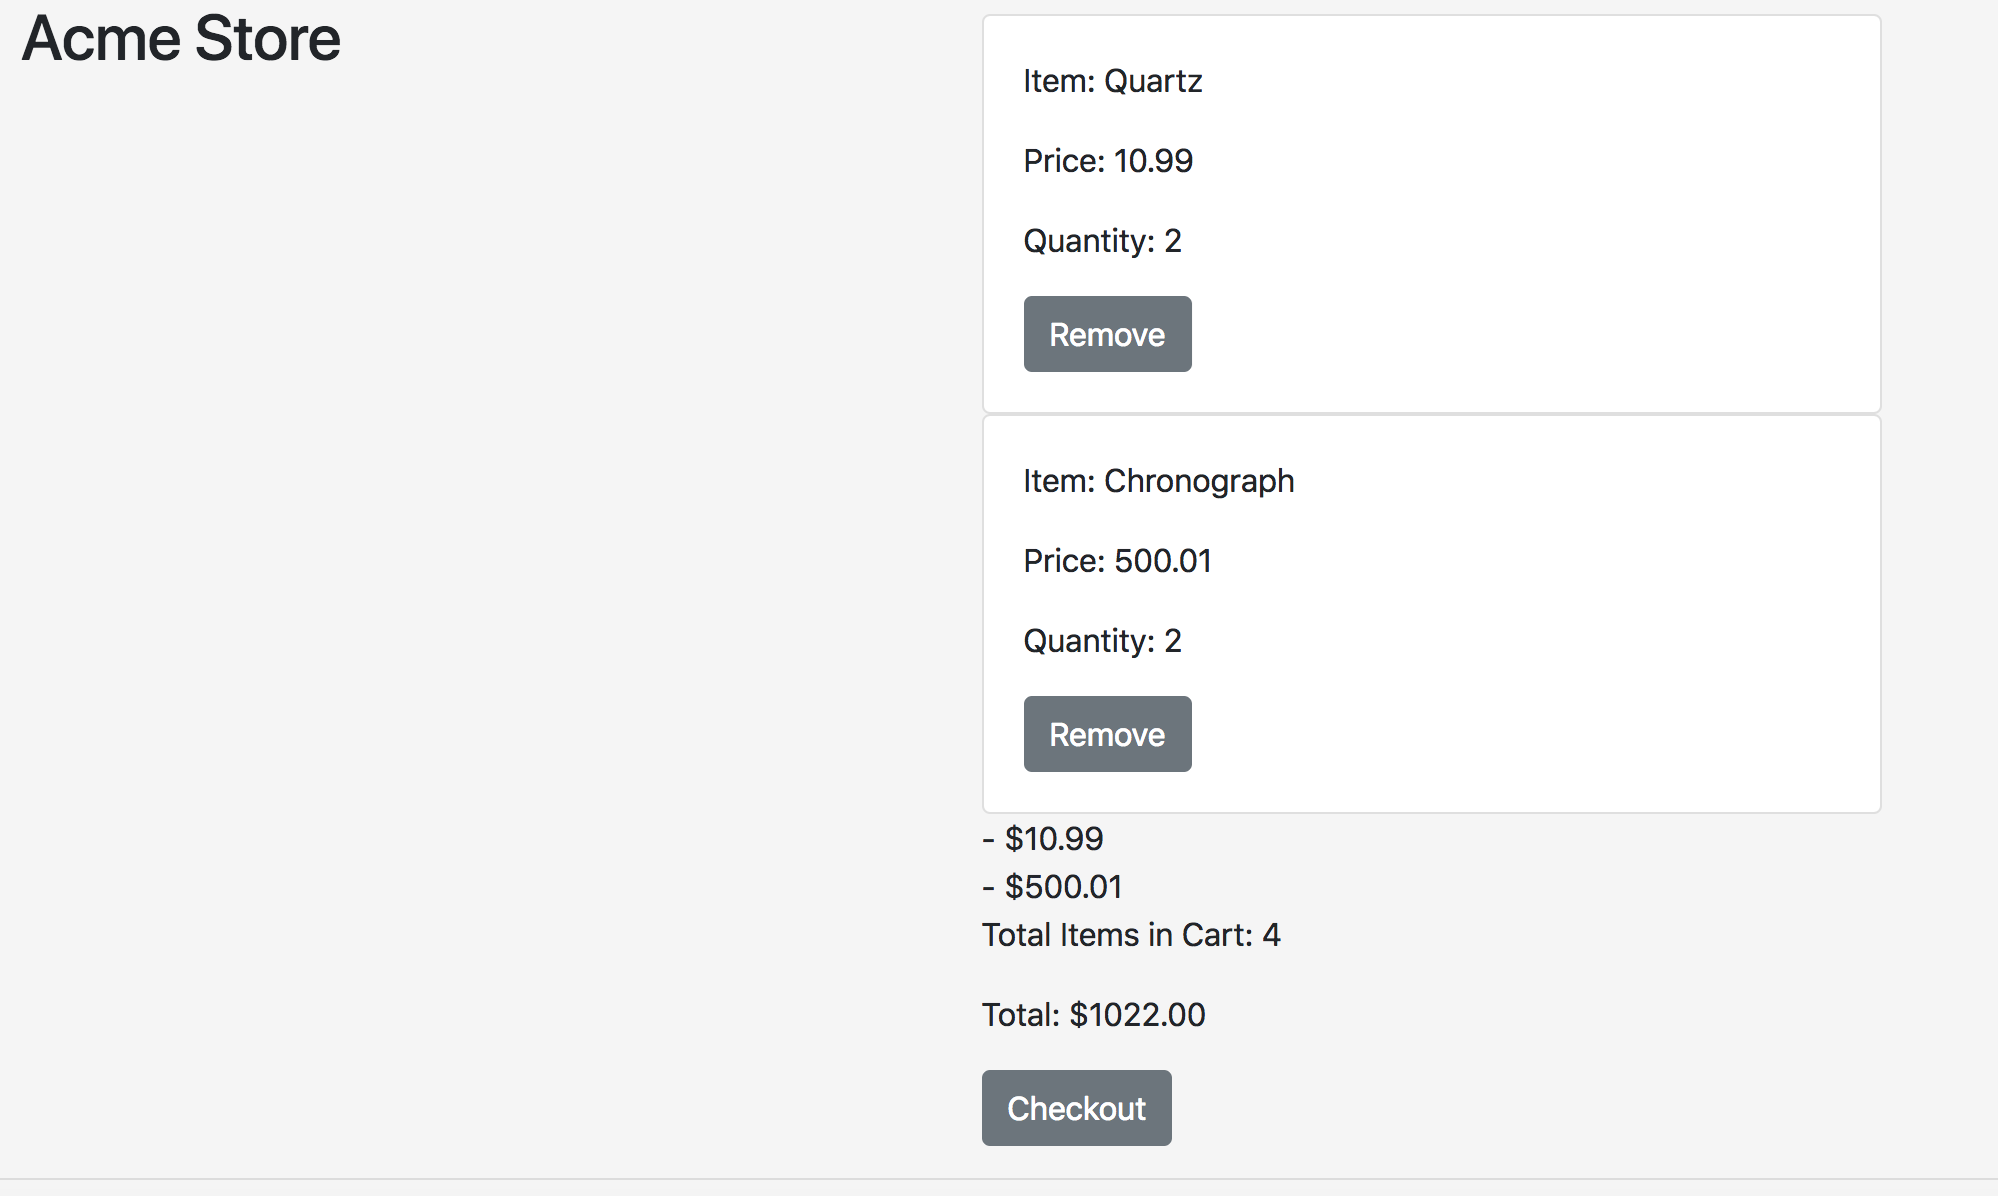 Acme Store
Item: Quartz
Price: 10.99
Quantity: 2
Remove
Item: Chronograph
Price: 500.01
Quantity: 2
Remove
- $10.99
- $500.01
Total Items in Cart: 4
Total: $1022.00
Checkout